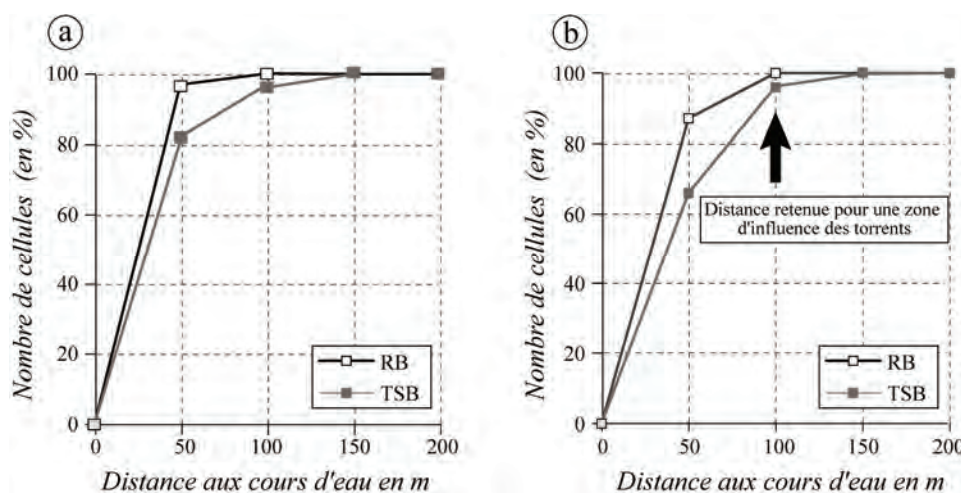 a
Nombre de cellules (en %)
100
80
60
40
20
0
RB
TSB
0 50 100 150 200
Distance aux cours d'eau en m
b
Nombre de cellules (en %)
100
80
60
40
20
0
Distance retenue pour une zone
d'influence des torrents
RB
TSB
0 50 100 150 200
Distance aux cours d'eau en m